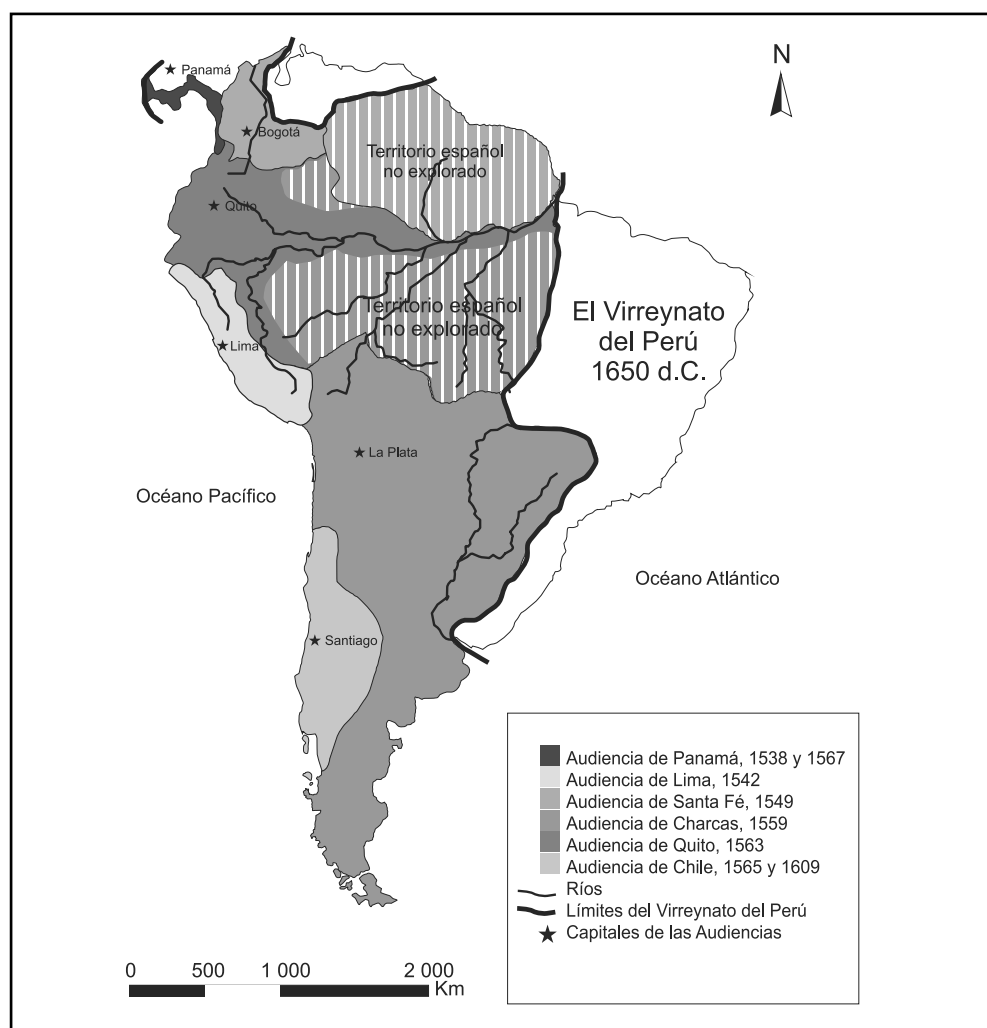 Panamá
N
Bogotá
Territorio español
no explorado
Quito
Territorio español
no explorado
El Virreynato
del Perú
1650 d.C.
Lima
La Plata
Océano Pacífico
Océano Atlántico
Santiago
Audiencia de Panamá, 1538 y 1567
Audiencia de Lima, 1542
Audiencia de Santa Fé, 1549
Audiencia de Charcas, 1559
Audiencia de Quito, 1563
Audiencia de Chile, 1565 y 1609
Ríos
Límites del Virreynato del Perú
Capitales de las Audiencias
0 500 1 000 2 000
Km